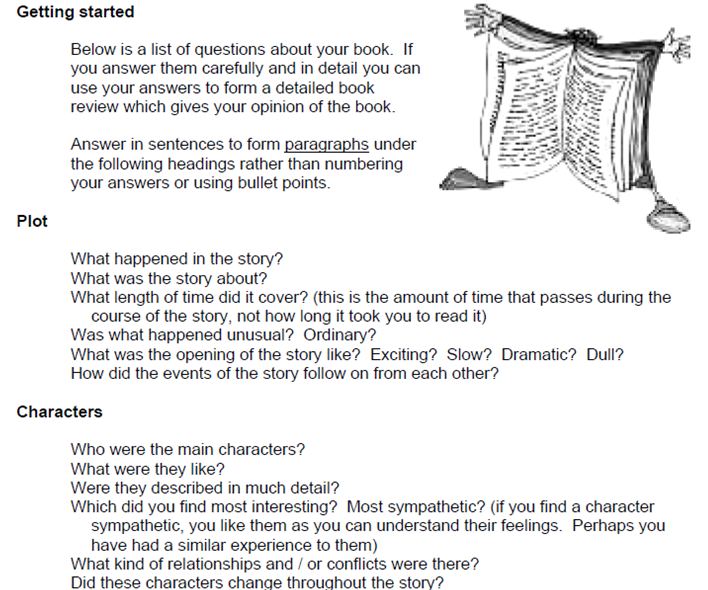 Getting started
Below is a list of questions about your book. If
you answer them carefully and in detail you can
use your answers to form a detailed book
review which gives your opinion of the book.
Answer in sentences to form paragraphs under
the following headings rather than numbering
your answers or using bullet points.
Plot
What happened in the story?
What was the story about?
What length of time did it cover? (this is the amount of time that passes during the
course of the story, not how long it took you to read it)
Was what happened unusual? Ordinary?
What was the opening of the story like? Exciting? Slow? Dramatic? Dull?
How did the events of the story follow on from each other?
Characters
Who were the main characters?
What were they like?
Were they described in much detail?
Which did you find most interesting? Most sympathetic? (if you find a character
sympathetic, you like them as you can understand their feelings. Perhaps you
have had a similar experience to them)
What kind of relationships and / or conflicts were there?
Did these characters change throughout the story?